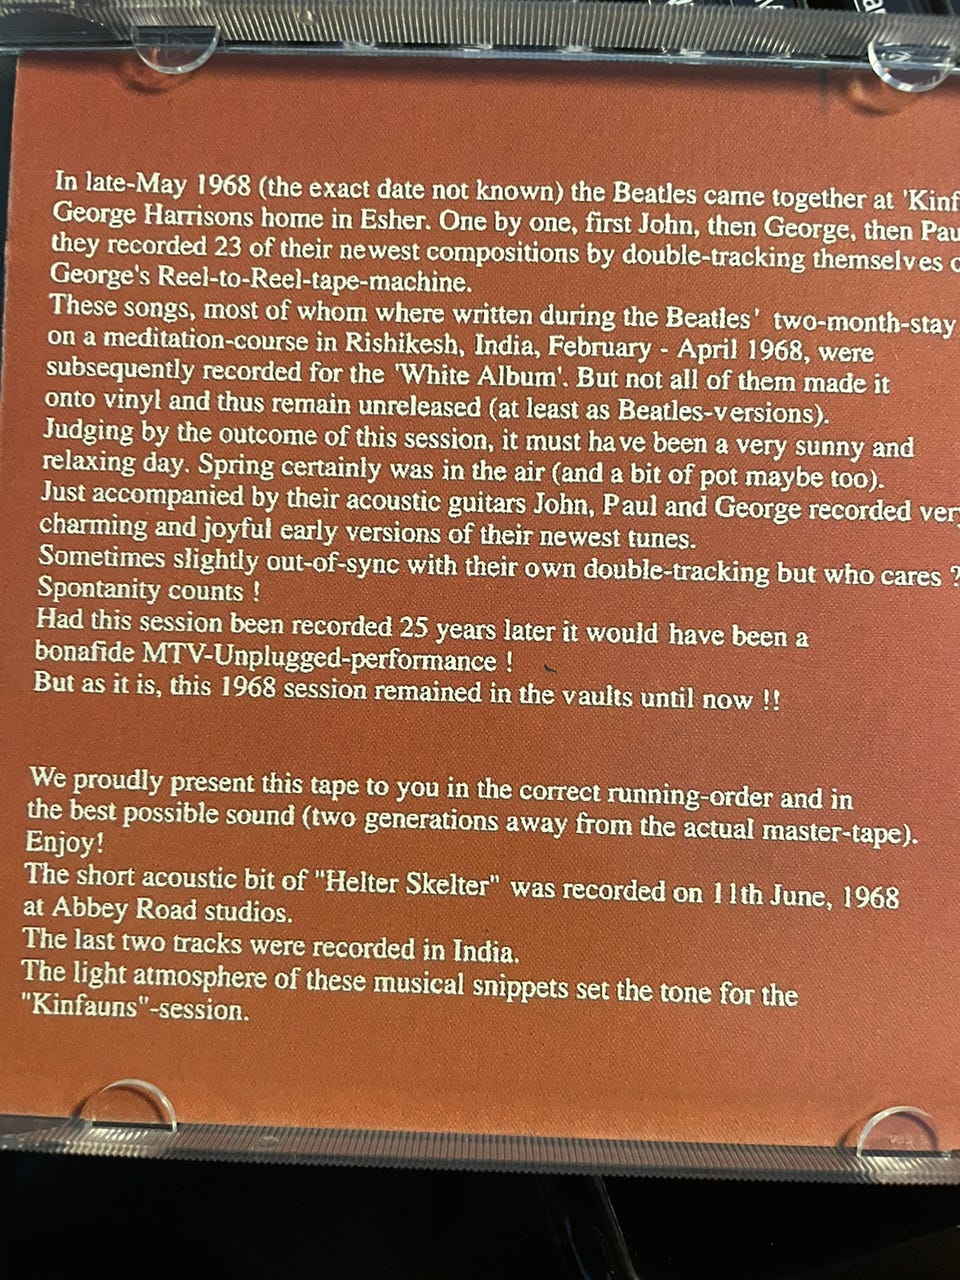 In late-May 1968 (the exact date not known) the Beatles came together at 'Kinf
George Harrisons home in Esher. One by one, first John, then George, then Pau
they recorded 23 of their newest compositions by double-tracking themselves o
George's Reel-to-Reel-tape-machine.
These songs, most of whom where written during the Beatles' two-month-stay
on a meditation-course in Rishikesh, India, February - April 1968, were
subsequently recorded for the 'White Album'. But not all of them made it
onto vinyl and thus remain unreleased (at least as Beatles-versions).
Judging by the outcome of this session, it must have been a very sunny and
relaxing day. Spring certainly was in the air (and a bit of pot maybe too).
Just accompanied by their acoustic guitars John, Paul and George recorded very
charming and joyful early versions of their newest tunes.
Sometimes slightly out-of-sync with their own double-tracking but who cares ?
Spontanity counts !
Had this session been recorded 25 years later it would have been a
bonafide MTV-Unplugged-performance !
But as it is, this 1968 session remained in the vaults until now !!
We proudly present this tape to you in the correct running-order and in
the best possible sound (two generations away from the actual master-tape).
Enjoy!
The short acoustic bit of "Helter Skelter" was recorded on 11th June, 1968
at Abbey Road studios.
The last two tracks were recorded in India.
The light atmosphere of these musical snippets set the tone for the
"Kinfauns"-session.